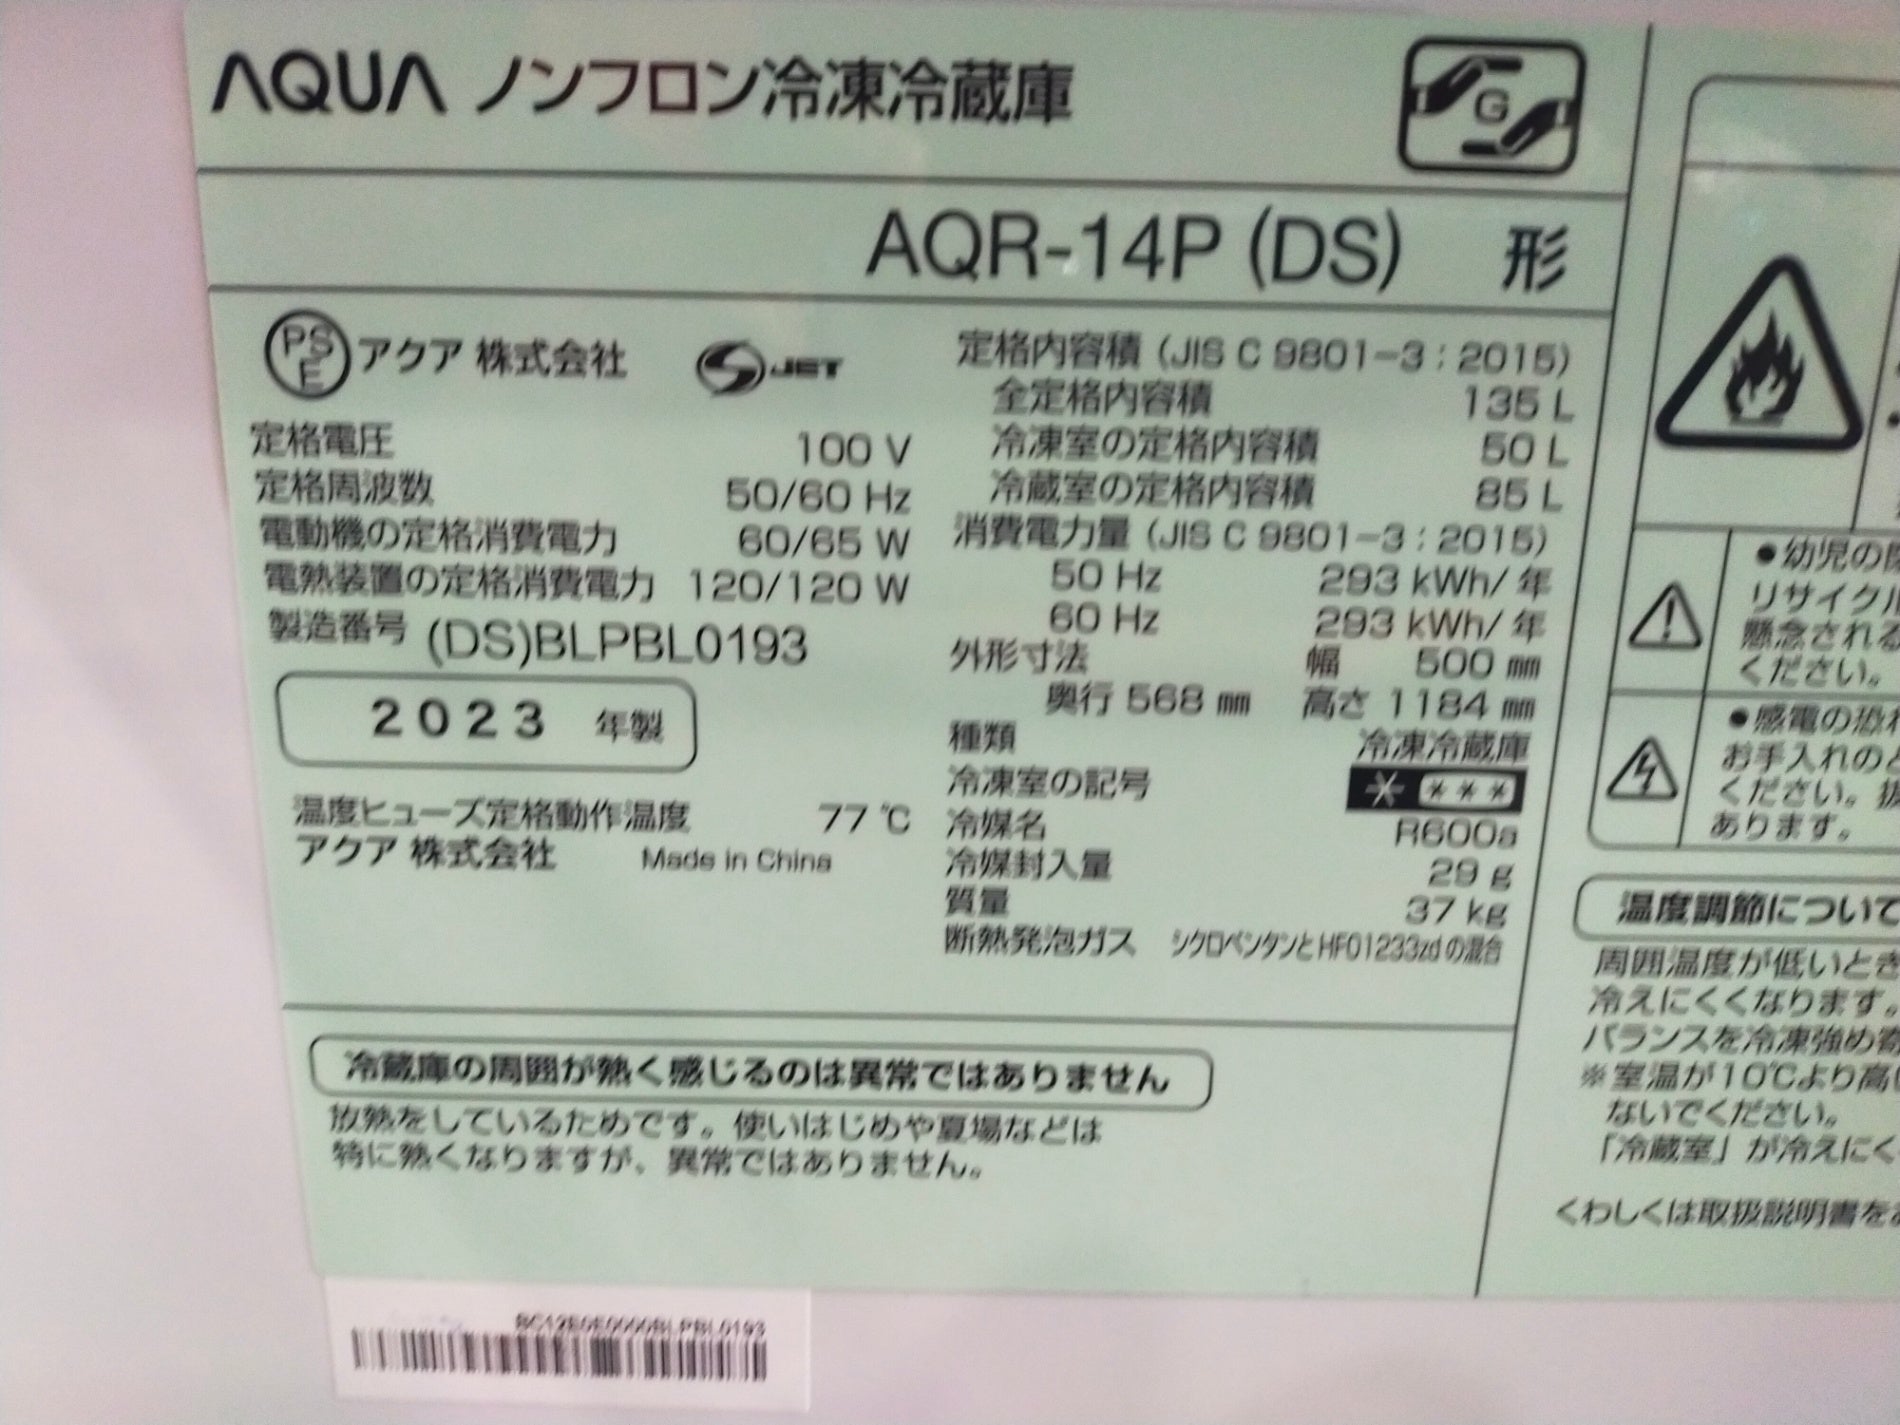 AQUA ノンフロン冷凍冷蔵庫
G
AQR-14P (DS) 形
PSE アクア 株式会社 JET
定格電圧 100 V
定格周波数 50/60 Hz
電動機の定格消費電力 60/65 W
電熱装置の定格消費電力 120/120 W
製造番号 (DS)BLPBL0193
2023 年製
温度ヒューズ定格動作温度 77 ℃
アクア 株式会社 Made in China
定格内容積 (JIS C 9801-3:2015)
全定格内容積 135 L
冷凍室の定格内容積 50 L
冷蔵室の定格内容積 85 L
消費電力量 (JIS C 9801-3:2015)
50 Hz 293 kWh/年
60 Hz 293 kWh/年
外形寸法 幅 500 ㎜
奥行 568 ㎜ 高さ 1184 ㎜
種類 冷凍冷蔵庫
冷凍室の記号 * ***
冷媒名 R600a
冷媒封入量 29 g
質量 37 kg
断熱発泡ガス シクロペンタンとHFO1233zdの混合
冷蔵庫の周囲が熱く感じるのは異常ではありません
放熱をしているためです。使いはじめや夏場などは
特に熱くなりますが、異常ではありません。
●幼児の
リサイクル
懸念される
ください。
●感電の恐れ
お手入れのと
ください。
あります。
温度調節について
周囲温度が低いとき
冷えにくくなります。
バランスを冷凍強め寄
※室温が10℃より高い
ないでください。
「冷蔵室」が冷えにく
くわしくは取扱説明書を